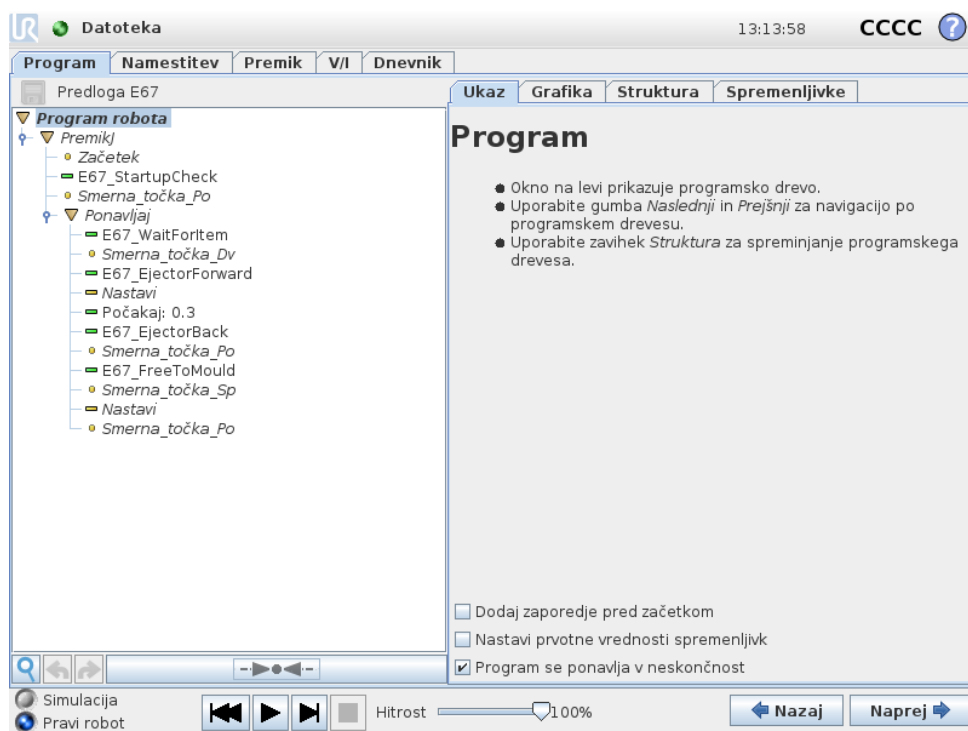 UR Datoteka 13:13:58 CCCC ?
Program Namestitev Premik V/I Dnevnik
Predloga E67
Program robota
PremikJ
Začetek
E67_StartupCheck
Smerna_točka_Po
Ponavljaj
E67_WaitForItem
Smerna_točka_Dv
E67_EjectorForward
Nastavi
Počakaj: 0.3
E67_EjectorBack
Smerna_točka_Po
E67_FreeToMould
Smerna_točka_Sp
Nastavi
Smerna_točka_Po
Ukaz Grafika Struktura Spremenljivke
Program
Okno na levi prikazuje programsko drevo.
Uporabite gumba Naslednji in Prejšnji za navigacijo po
programskem drevesu.
Uporabite zavihek Struktura za spreminjanje programskega
drevesa.
Dodaj zaporedje pred začetkom
Nastavi prvotne vrednosti spremenljivk
Program se ponavlja v neskončnost
Simulacija
Pravi robot
Hitrost 100%
Nazaj Naprej